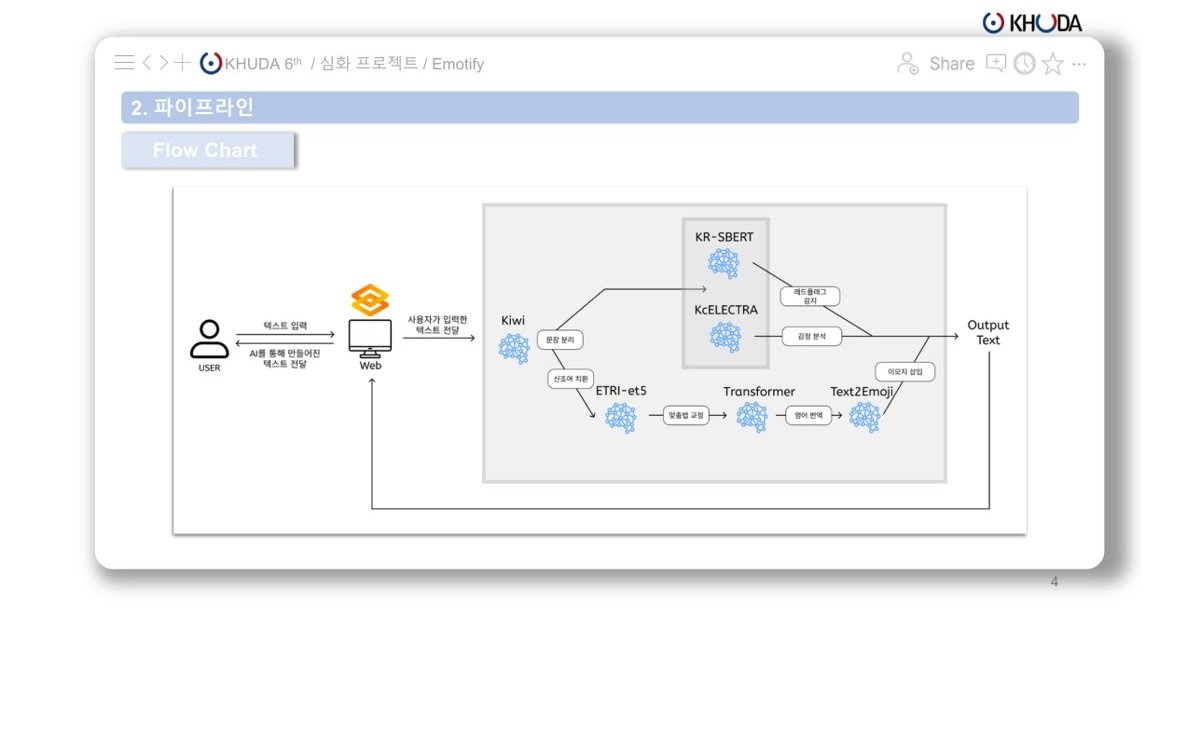 KHUDA
KHUDA 6th / 심화 프로젝트 / Emotify
Share
2. 파이프라인
Flow Chart
KR-SBERT
레드플래그
감지
KcELECTRA
사용자가 입력한
텍스트 전달
Kiwi
텍스트 입력
문장 분리
감정 분석
Output
Text
AI를 통해 만들어진
텍스트 전달
USER
Web
신조어 치환
이모지 삽입
ETRI-et5
Transformer
Text2Emoji
맞춤법 교정
영어 번역
4